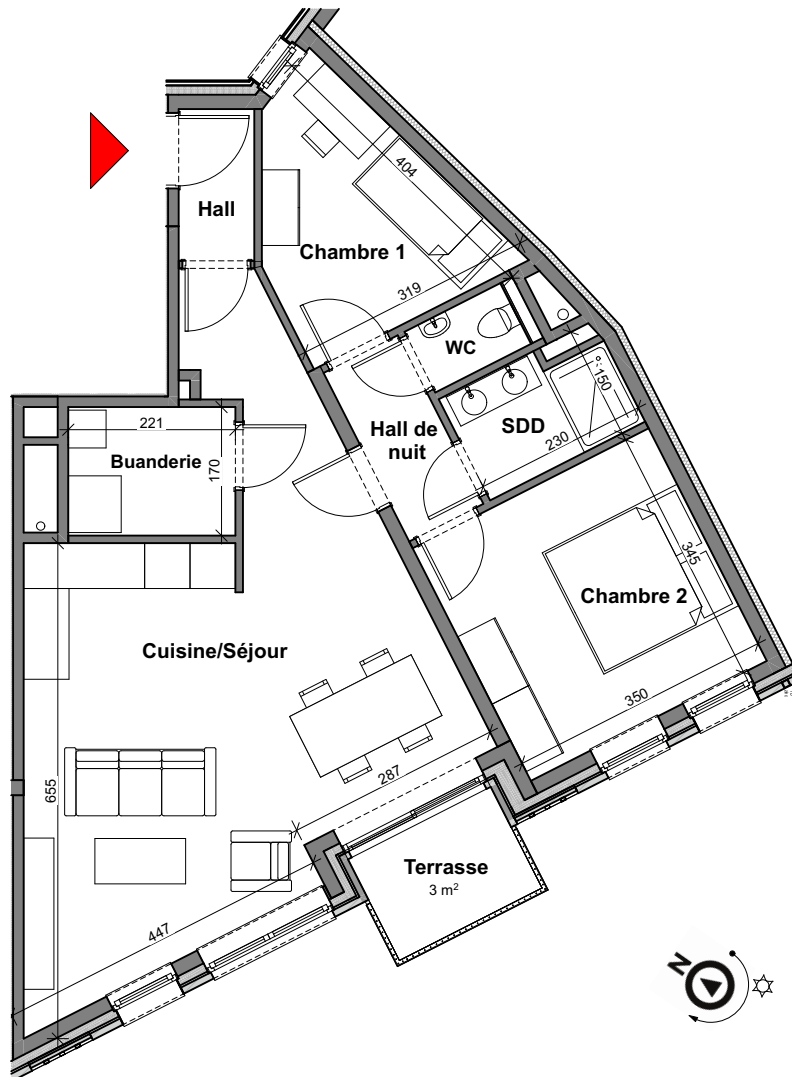 Hall
404
Chambre 1
319
WC
150
SDD
230
221
Hall de
nuit
Buanderie
170
345
Chambre 2
Cuisine/Séjour
350
655
287
Terrasse
3 m²
447
N